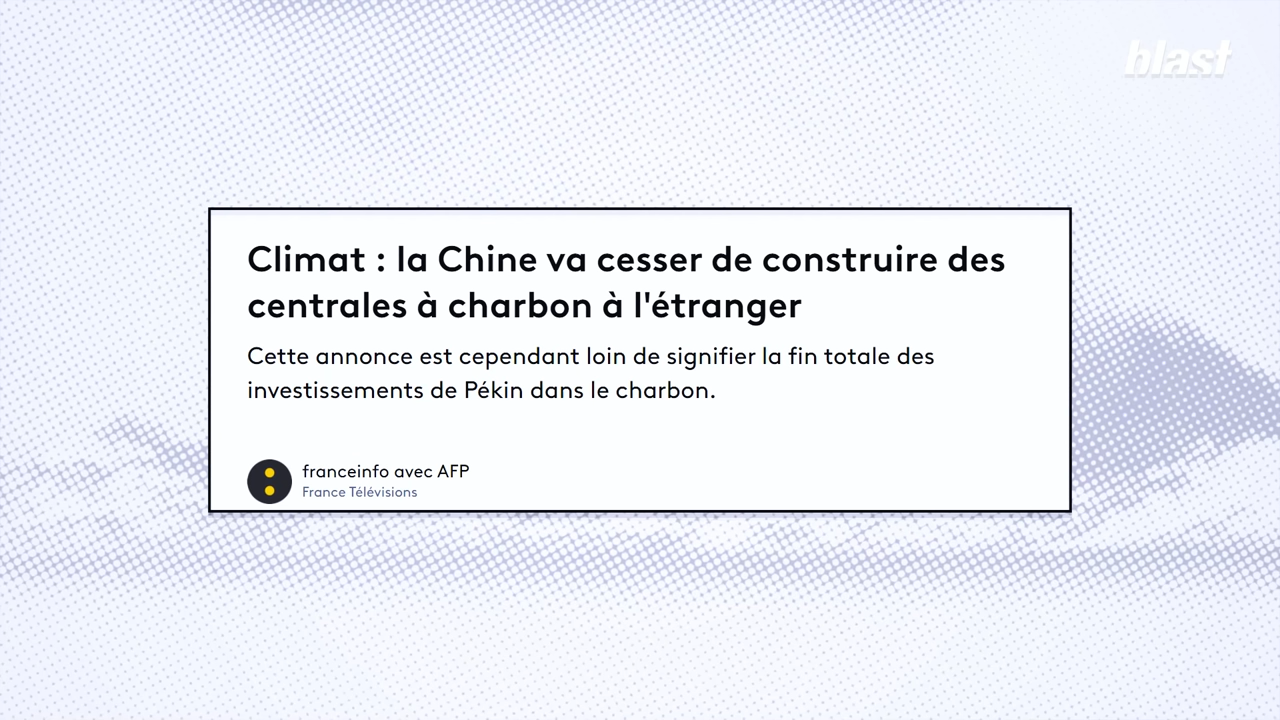 blast
Climat : la Chine va cesser de construire des
centrales à charbon à l'étranger
Cette annonce est cependant loin de signifier la fin totale des
investissements de Pékin dans le charbon.
franceinfo avec AFP
France Télévisions